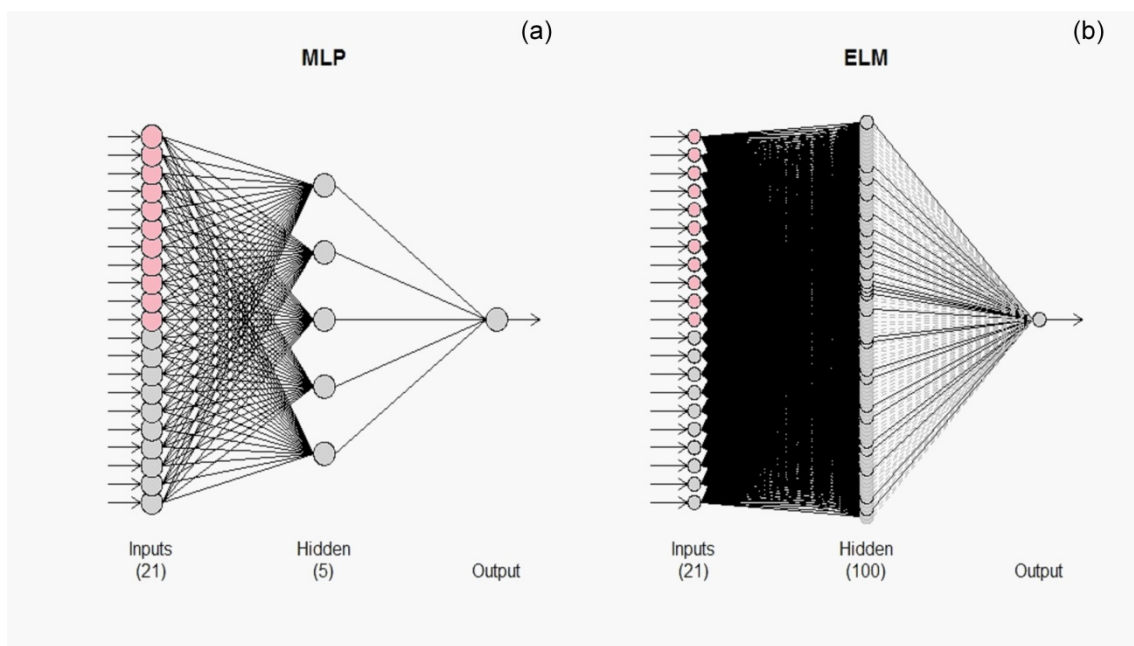 (a)
MLP
Inputs
(21)
Hidden
(5)
Output
(b)
ELM
Inputs
(21)
Hidden
(100)
Output